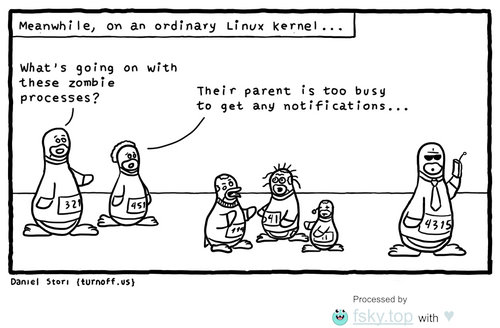 Meanwhile, on an ordinary Linux kernel...
What's going on with
these zombie
processes?
Their parent is too busy
to get any notifications...
321
451
4315
Daniel Stori {turnoff.us}
Processed by
fsky.top with ♥